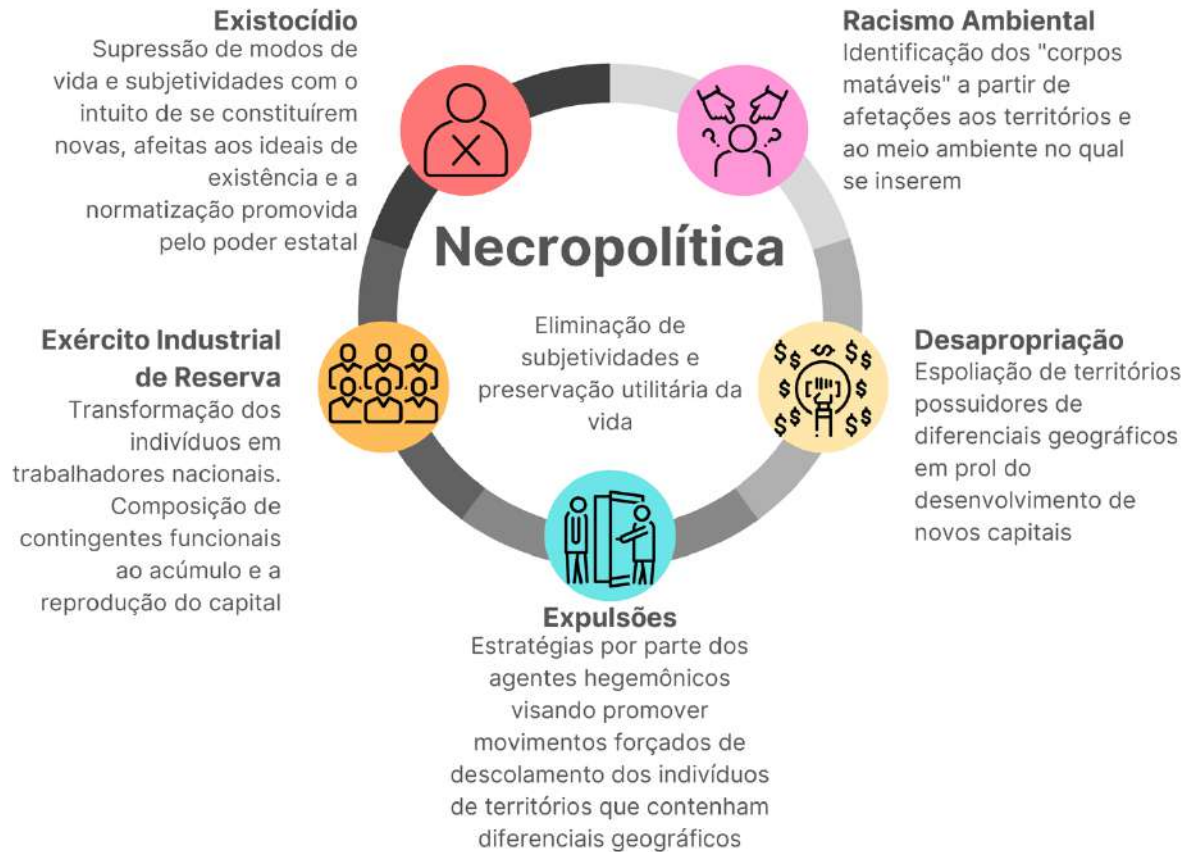 Existocídio
Supressão de modos de
vida e subjetividades com o
intuito de se constituírem
novas, afeitas aos ideais de
existência e a
normatização promovida
pelo poder estatal
Racismo Ambiental
Identificação dos "corpos
matáveis" a partir de
afetações aos territórios e
ao meio ambiente no qual
se inserem
Necropolítica
Eliminação de
subjetividades e
preservação utilitária da
vida
Exército Industrial
de Reserva
Transformação dos
indivíduos em
trabalhadores nacionais.
Composição de
contingentes funcionais
ao acúmulo e a
reprodução do capital
Desapropriação
Espoliação de territórios
possuidores de
diferenciais geográficos
em prol do
desenvolvimento de
novos capitais
Expulsões
Estratégias por parte dos
agentes hegemônicos
visando promover
movimentos forçados de
descolamento dos indivíduos
de territórios que contenham
diferenciais geográficos